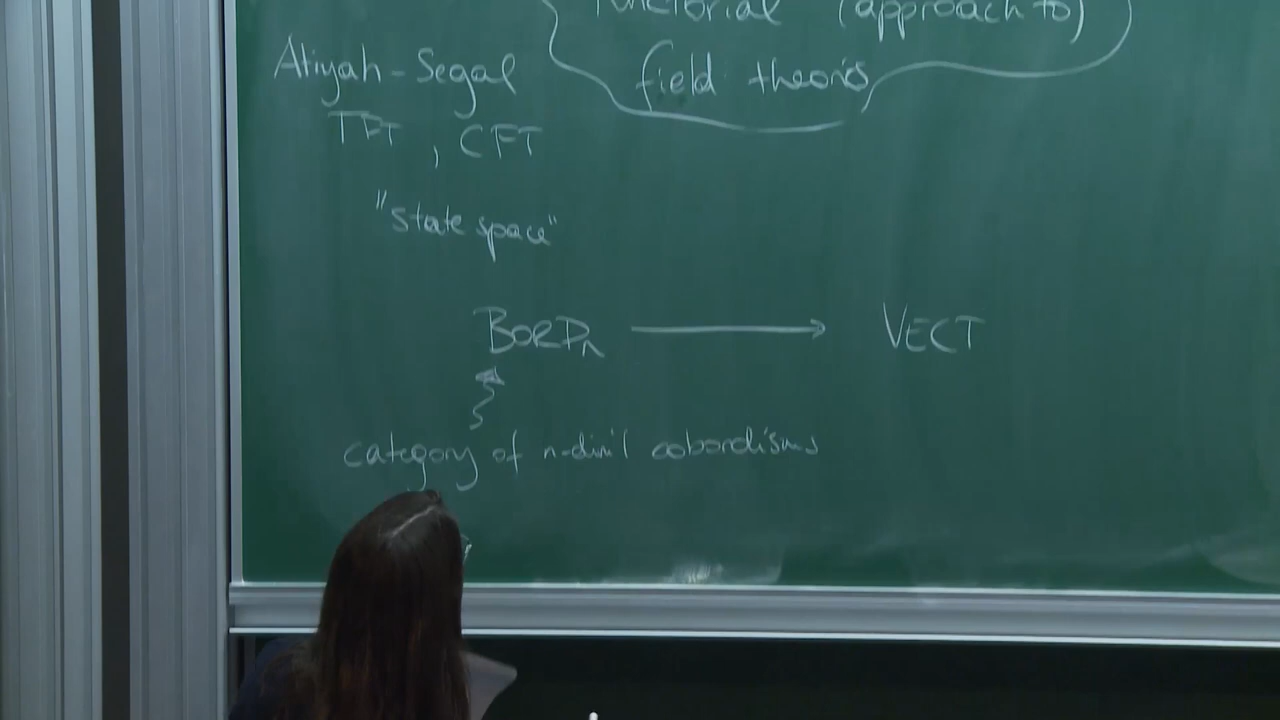 functorial (approach to)
field theories
Atiyah-Segal
TFT, CFT
"state space"
BORDn → VECT
category of n-dim'l cobordisms